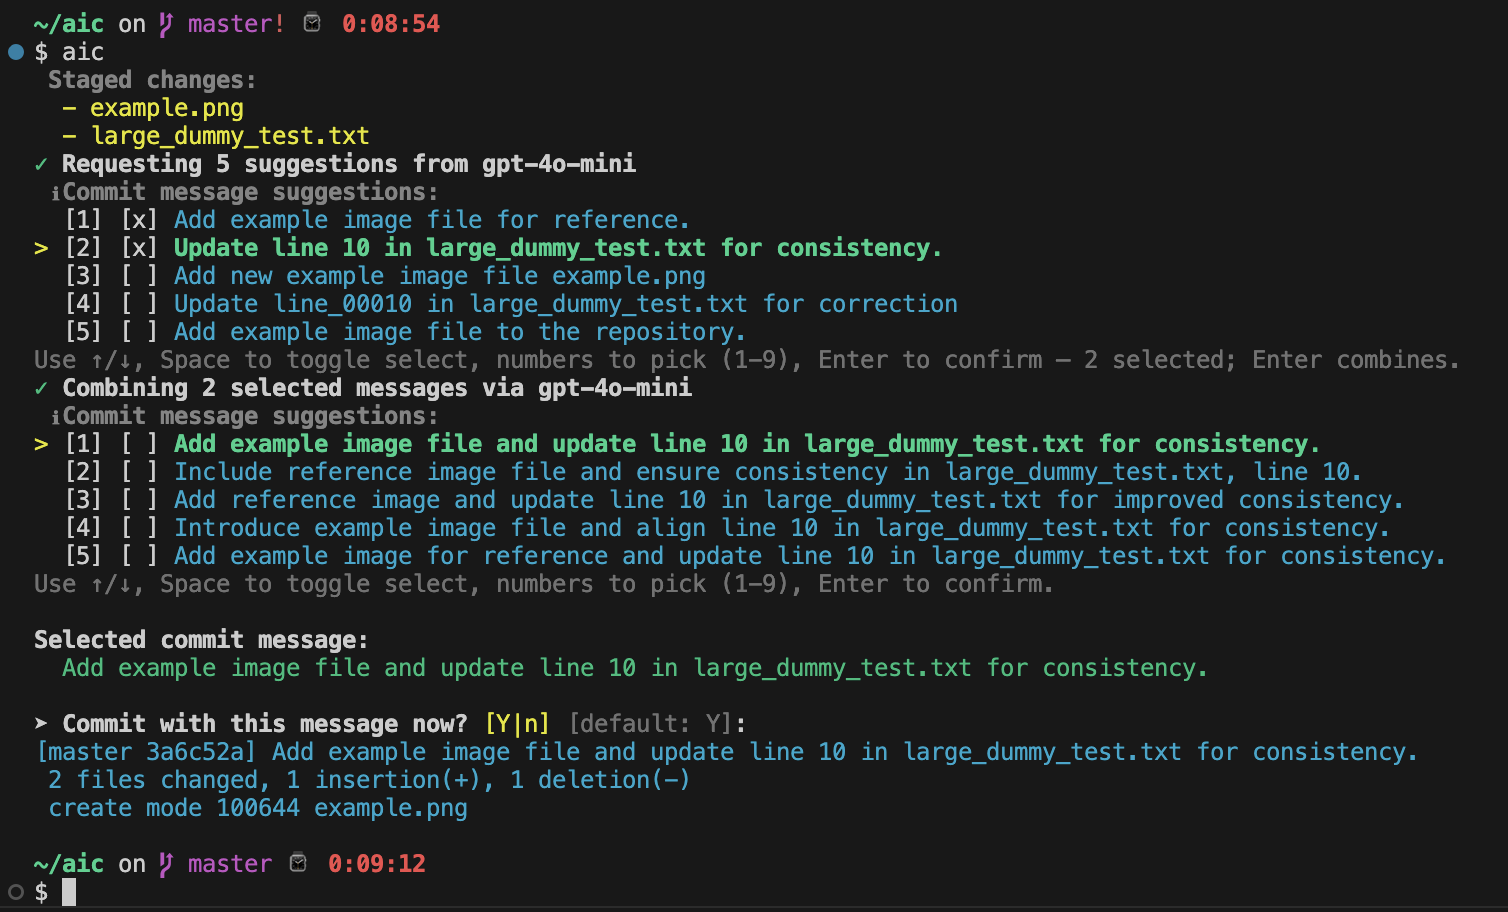 ~/aic on master! 0:08:54
$ aic
Staged changes:
- example.png
- large_dummy_test.txt
✓ Requesting 5 suggestions from gpt-4o-mini
ℹCommit message suggestions:
[1] [x] Add example image file for reference.
> [2] [x] Update line 10 in large_dummy_test.txt for consistency.
[3] [ ] Add new example image file example.png
[4] [ ] Update line_00010 in large_dummy_test.txt for correction
[5] [ ] Add example image file to the repository.
Use ↑/↓, Space to toggle select, numbers to pick (1-9), Enter to confirm — 2 selected; Enter combines.
✓ Combining 2 selected messages via gpt-4o-mini
ℹCommit message suggestions:
> [1] [ ] Add example image file and update line 10 in large_dummy_test.txt for consistency.
[2] [ ] Include reference image file and ensure consistency in large_dummy_test.txt, line 10.
[3] [ ] Add reference image and update line 10 in large_dummy_test.txt for improved consistency.
[4] [ ] Introduce example image file and align line 10 in large_dummy_test.txt for consistency.
[5] [ ] Add example image for reference and update line 10 in large_dummy_test.txt for consistency.
Use ↑/↓, Space to toggle select, numbers to pick (1-9), Enter to confirm.
Selected commit message:
Add example image file and update line 10 in large_dummy_test.txt for consistency.
➤ Commit with this message now? [Y|n] [default: Y]:
[master 3a6c52a] Add example image file and update line 10 in large_dummy_test.txt for consistency.
2 files changed, 1 insertion(+), 1 deletion(-)
create mode 100644 example.png
~/aic on master 0:09:12
$